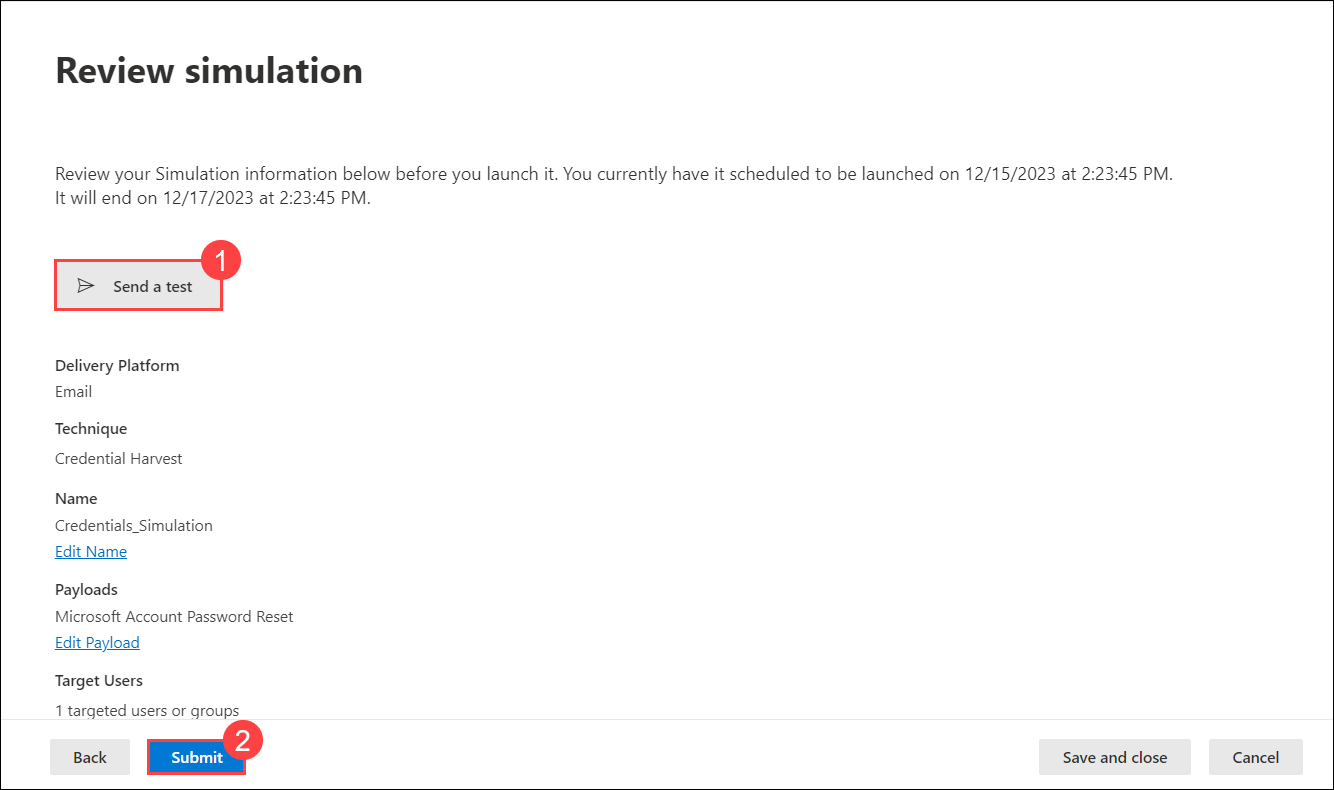 Review simulation
Review your Simulation information below before you launch it. You currently have it scheduled to be launched on 12/15/2023 at 2:23:45 PM.
It will end on 12/17/2023 at 2:23:45 PM.
1
Send a test
Delivery Platform
Email
Technique
Credential Harvest
Name
Credentials_Simulation
Edit Name
Payloads
Microsoft Account Password Reset
Edit Payload
Target Users
1 targeted users or groups
2
Back Submit Save and close Cancel